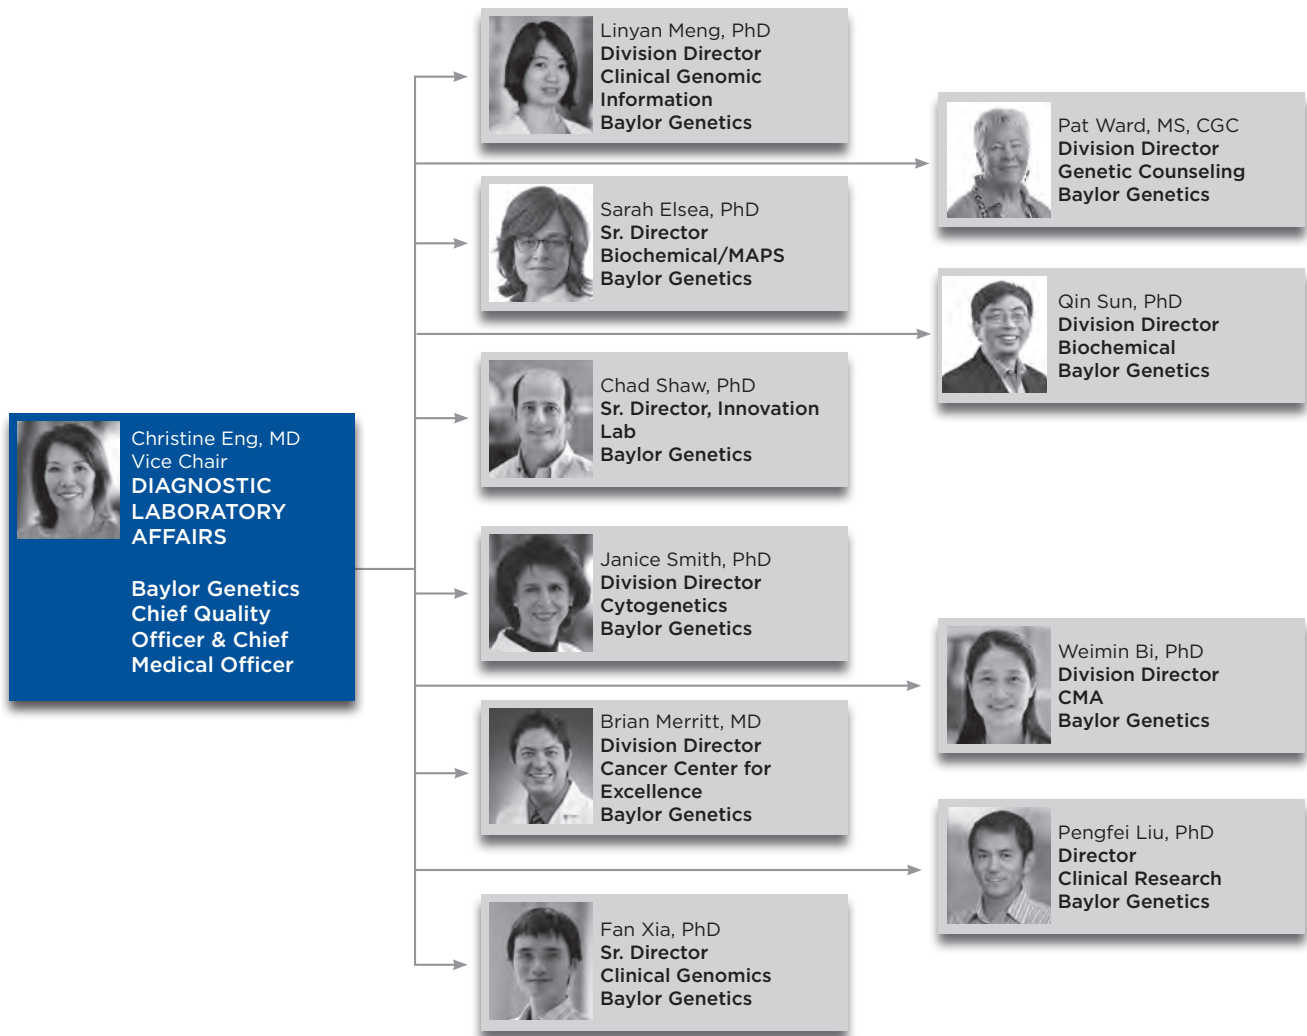 Linyan Meng, PhD
Division Director
Clinical Genomic
Information
Baylor Genetics
Pat Ward, MS, CGC
Division Director
Genetic Counseling
Baylor Genetics
Sarah Elsea, PhD
Sr. Director
Biochemical/MAPS
Baylor Genetics
Qin Sun, PhD
Division Director
Biochemical
Baylor Genetics
Chad Shaw, PhD
Sr. Director, Innovation
Lab
Baylor Genetics
Christine Eng, MD
Vice Chair
DIAGNOSTIC
LABORATORY
AFFAIRS
Baylor Genetics
Chief Quality
Officer & Chief
Medical Officer
Janice Smith, PhD
Division Director
Cytogenetics
Baylor Genetics
Weimin Bi, PhD
Division Director
CMA
Baylor Genetics
Brian Merritt, MD
Division Director
Cancer Center for
Excellence
Baylor Genetics
Pengfei Liu, PhD
Director
Clinical Research
Baylor Genetics
Fan Xia, PhD
Sr. Director
Clinical Genomics
Baylor Genetics